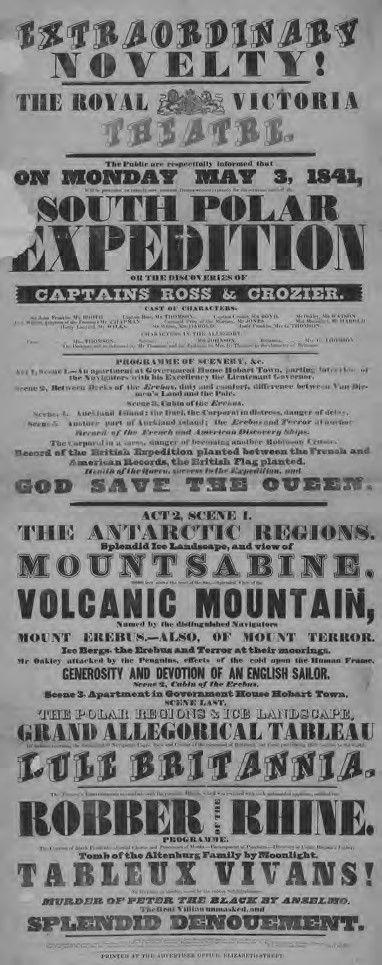 EXTRAORDINARY
NOVELTY!
THE ROYAL VICTORIA
THEATRE.
The Public are respectfully informed that
ON MONDAY MAY 3, 1841,
SOUTH POLAR
EXPEDITION
OR THE DISCOVERIES OF
CAPTAINS ROSS & CROZIER.
CAST OF CHARACTERS.
CHARACTERS IN THE ALLEGORY.
PROGRAMME OF SCENERY, &c.
Act 1, Scene 1.—An apartment at Government House Hobart Town, parting interview of
the Navigators with his Excellency the Lieutenant Governor.
Scene 2, Between Decks of the Erebus, duty and comfort, difference between Van Die-
men's Land and the Pole.
Scene 3, Cabin of the Erebus.
Scene 4. Auckland Island; the Duel, the Corporal in distress, danger of delay.
Scene 5 Another part of Auckland Island; the Erebus and Terror at anchor
Record of the French and American Discovery Ships.
The Corporal in a mess, danger of becoming another Robinson Crusoe.
Record of the British Expedition planted between the French and
American Records, the British Flag planted.
Health of the Queen, success to the Expedition, and
GOD SAVE THE QUEEN.
ACT 2, SCENE 1.
THE ANTARCTIC REGIONS.
Splendid Ice Landscape, and view of
MOUNT SABINE,
VOLCANIC MOUNTAIN,
Named by the distinguished Navigators
MOUNT EREBUS.—ALSO, OF MOUNT TERROR.
Ice Bergs, the Erebus and Terror at their moorings.
Mr Oakley attacked by the Penguins, effects of the cold upon the Human Frame.
GENEROSITY AND DEVOTION OF AN ENGLISH SAILOR.
Scene 2, Cabin of the Erebus.
Scene 3, Apartment in Government House Hobart Town.
SCENE LAST,
THE POLAR REGIONS & ICE LANDSCAPE,
GRAND ALLEGORICAL TABLEAU
RULE BRITANNIA.
ROBBER OF THE RHINE.
PROGRAMME.
Tomb of the Altenburg Family by Moonlight.
TABLEUX VIVANS!
MURDER OF PETER THE BLACK BY ANSELMO.
The Real Villian unmasked, and
SPLENDID DENOUEMENT.
PRINTED AT THE ADVERTISER OFFICE, ELIZABETH-STREET.